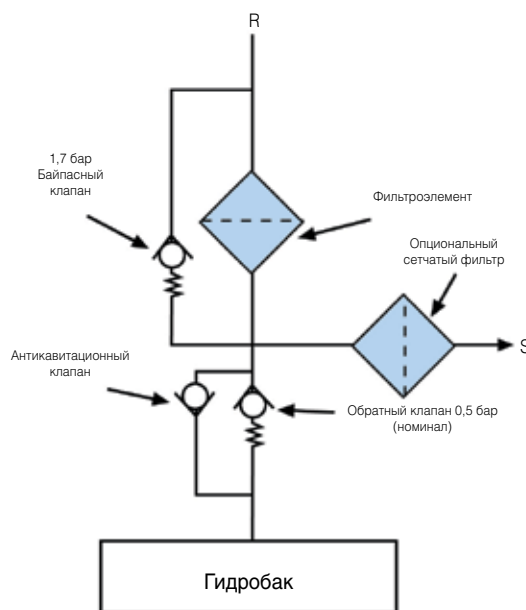 R
1,7 бар
Байпасный
клапан
Фильтроэлемент
Опциональный
сетчатый фильтр
S
Антикавитационный
клапан
Обратный клапан 0,5 бар
(номинал)
Гидробак